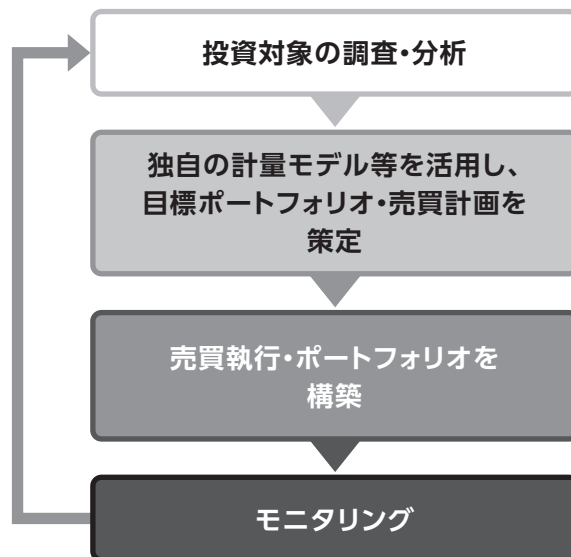 投資対象の調査・分析
独自の計量モデル等を活用し、
目標ポートフォリオ・売買計画を
策定
売買執行・ポートフォリオを
構築
モニタリング